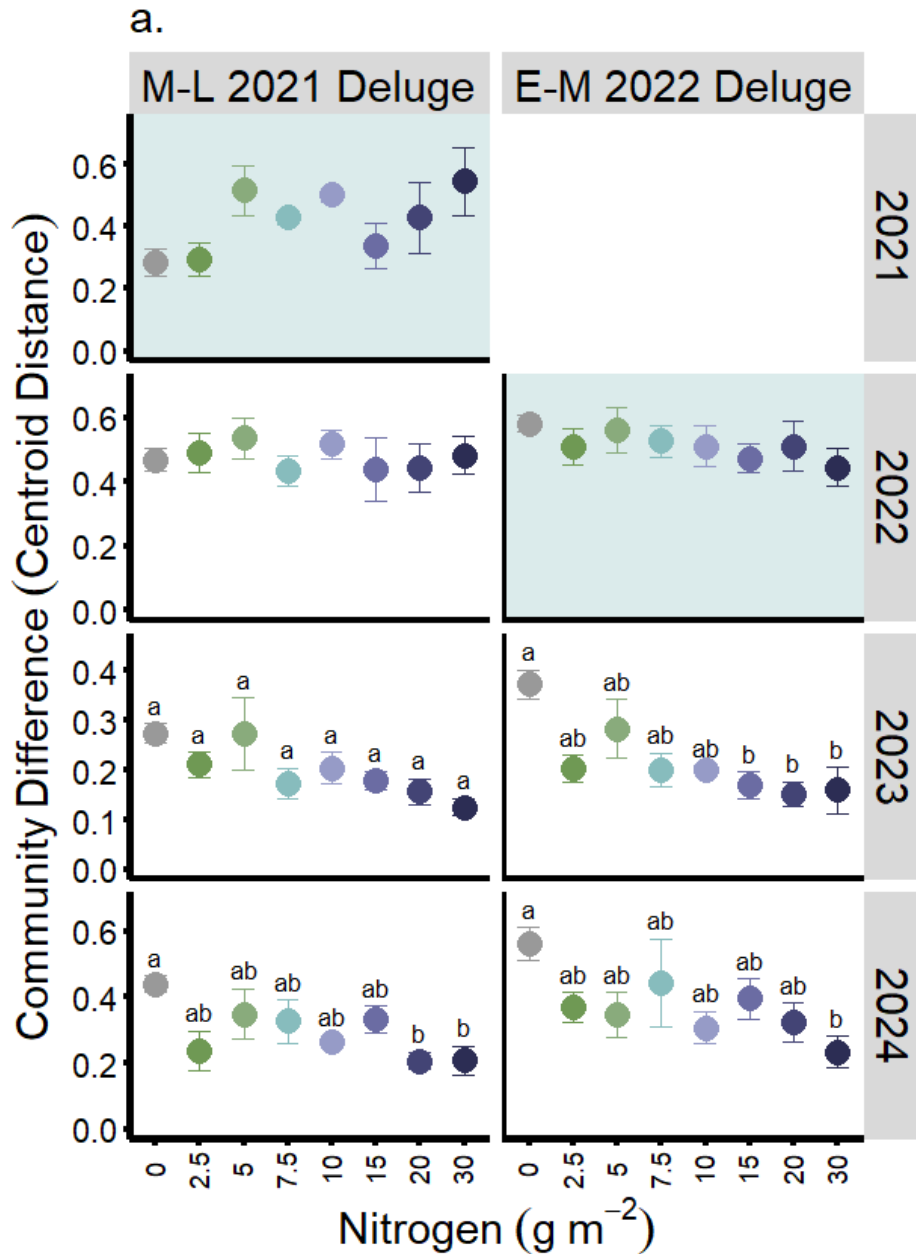 a.
M-L 2021 Deluge
E-M 2022 Deluge
Community Difference (Centroid Distance)
0.6
0.4
0.2
0.0
2021
0.6
0.4
0.2
0.0
2022
0.4
0.3
0.2
0.1
0.0
a a a a a a a a
a ab ab ab ab b b b
2023
0.6
0.4
0.2
0.0
a ab ab ab ab ab b b
a ab ab ab ab ab ab b
2024
0 2.5 5 7.5 10 15 20 30
0 2.5 5 7.5 10 15 20 30
Nitrogen (g m⁻²)